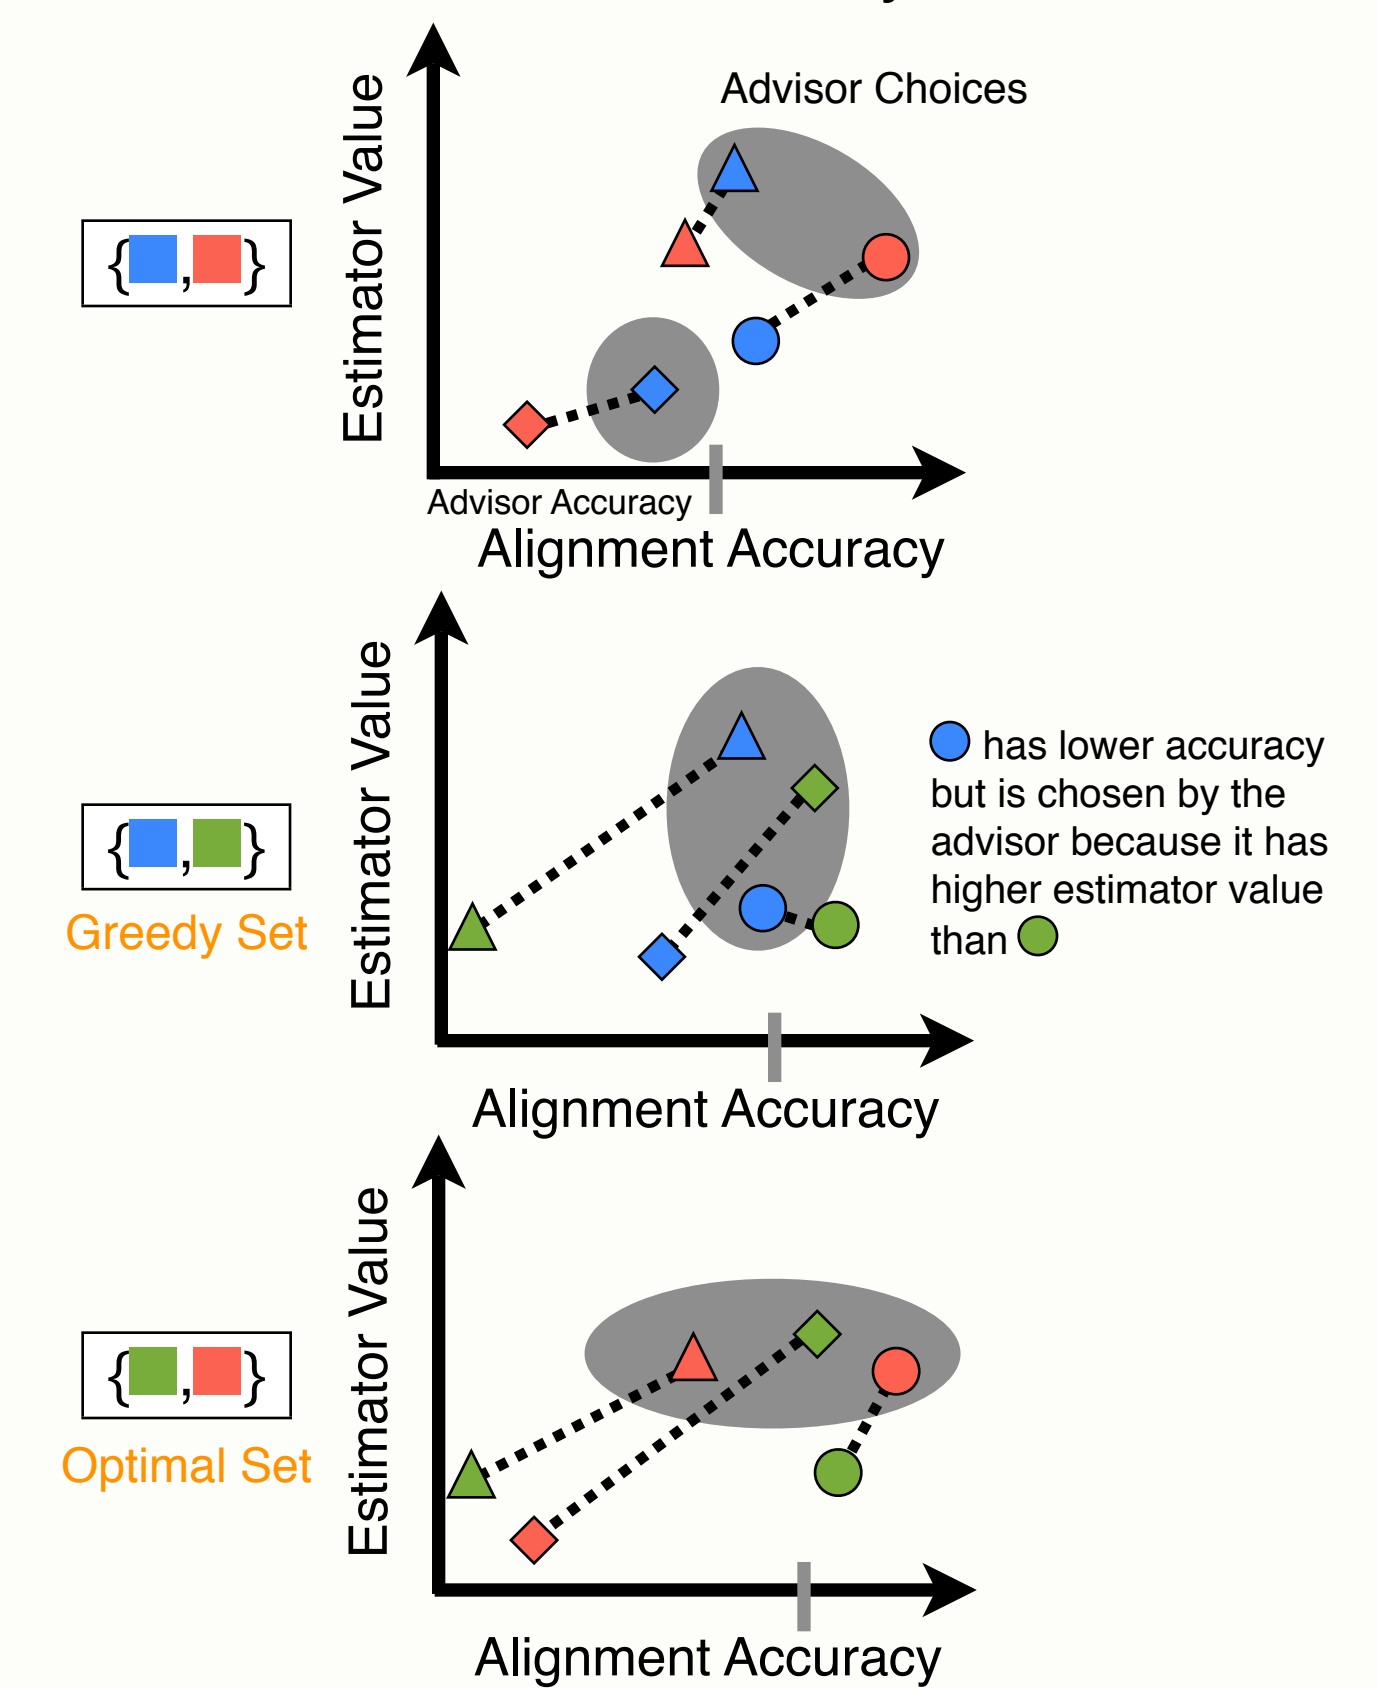 Advisor Choices
Estimator Value
{ , }
Advisor Accuracy
Alignment Accuracy
Estimator Value
{ , }
Greedy Set
has lower accuracy
but is chosen by the
advisor because it has
higher estimator value
than
Alignment Accuracy
Estimator Value
{ , }
Optimal Set
Alignment Accuracy